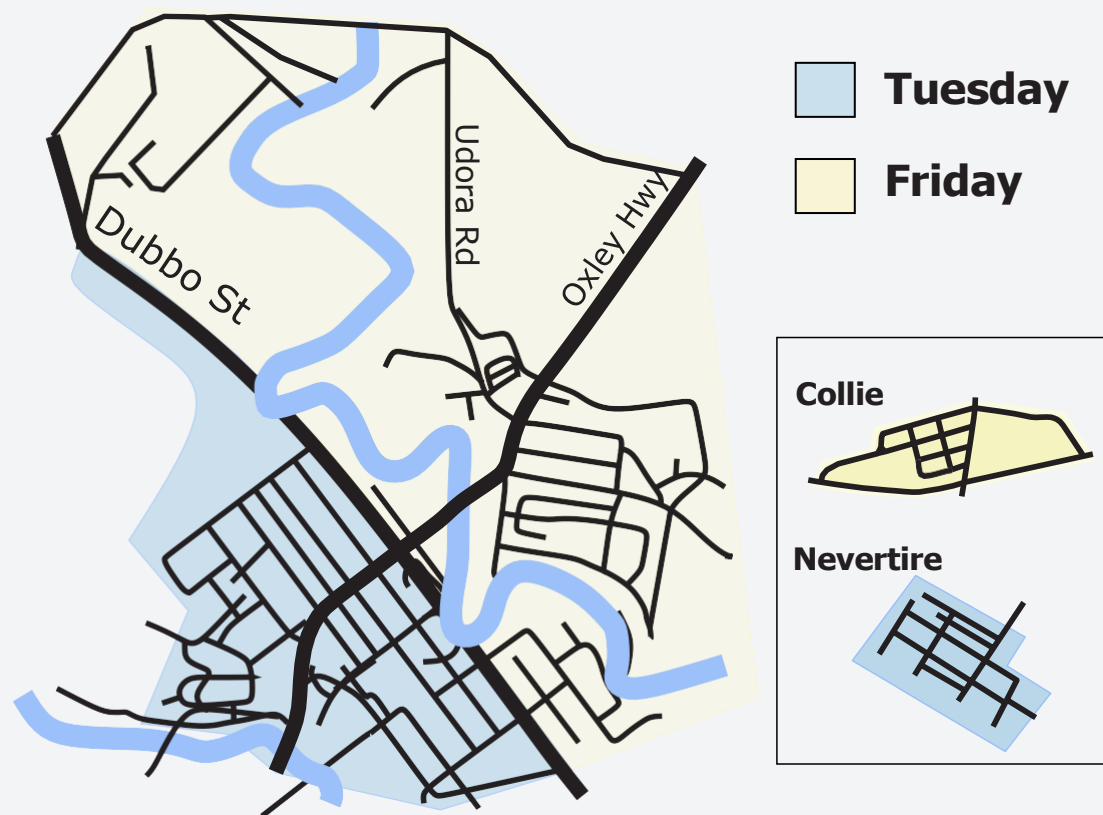 Tuesday
Friday
Udora Rd
Oxley Hwy
Dubbo St
Collie
Nevertire